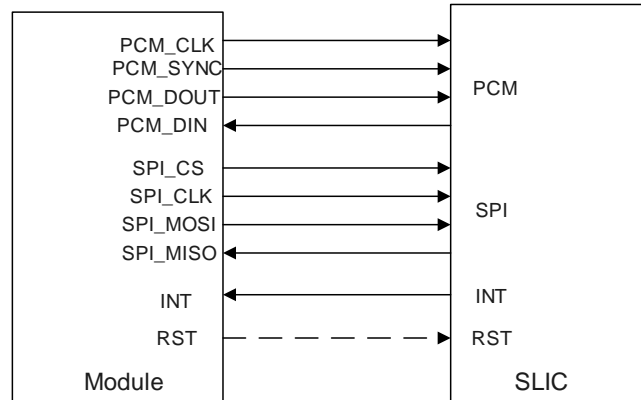 PCM_CLK
PCM_SYNC
PCM_DOUT
PCM_DIN
SPI_CS
SPI_CLK
SPI_MOSI
SPI_MISO
INT
RST
Module
PCM
SPI
INT
RST
SLIC